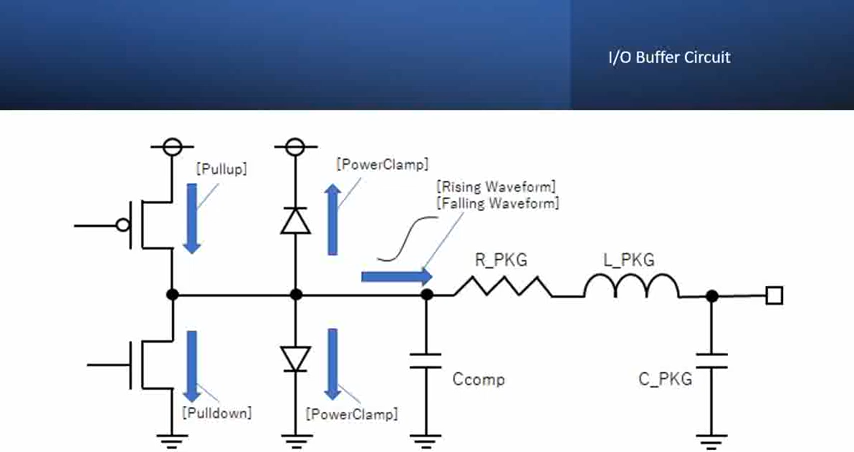 I/O Buffer Circuit
[Pullup]
[PowerClamp]
[Rising Waveform]
[Falling Waveform]
R_PKG
L_PKG
Ccomp
C_PKG
[Pulldown]
[PowerClamp]